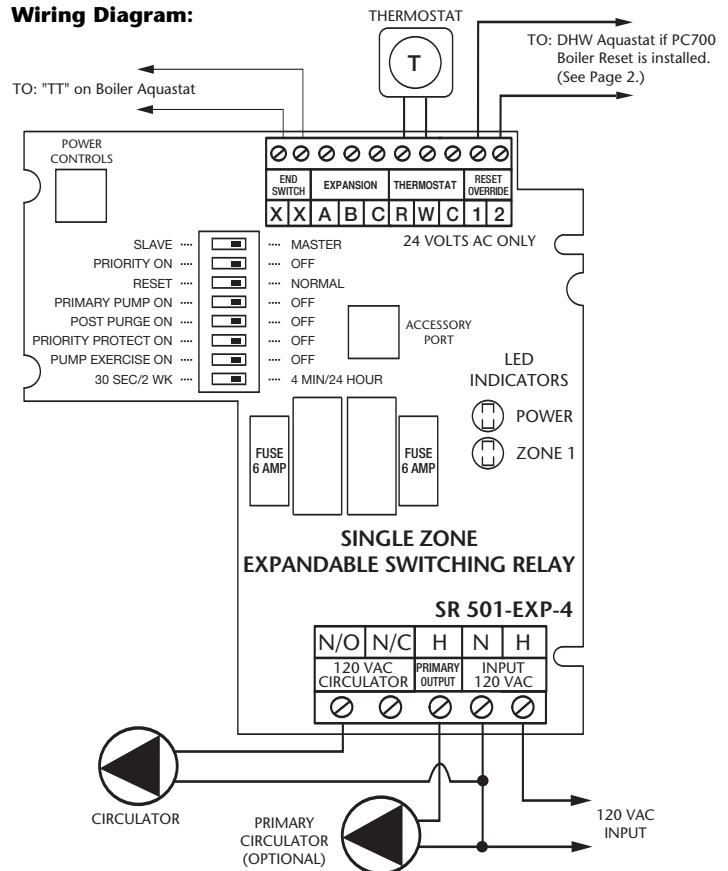 Wiring Diagram:
THERMOSTAT
T
TO: DHW Aquastat if PC700
Boiler Reset is installed.
(See Page 2.)
TO: "TT" on Boiler Aquastat
POWER
CONTROLS
END
SWITCH
EXPANSION
THERMOSTAT
RESET
OVERRIDE
X X A B C R W C 1 2
24 VOLTS AC ONLY
SLAVE .... .... MASTER
PRIORITY ON .... .... OFF
RESET .... .... NORMAL
PRIMARY PUMP ON .... .... OFF
POST PURGE ON .... .... OFF
PRIORITY PROTECT ON .... .... OFF
PUMP EXERCISE ON .... .... OFF
30 SEC/2 WK .... .... 4 MIN/24 HOUR
ACCESSORY
PORT
LED
INDICATORS
POWER
ZONE 1
FUSE
6 AMP
FUSE
6 AMP
SINGLE ZONE
EXPANDABLE SWITCHING RELAY
SR 501-EXP-4
N/O N/C H N H
120 VAC
CIRCULATOR
PRIMARY
OUTPUT
INPUT
120 VAC
CIRCULATOR
PRIMARY
CIRCULATOR
(OPTIONAL)
120 VAC
INPUT